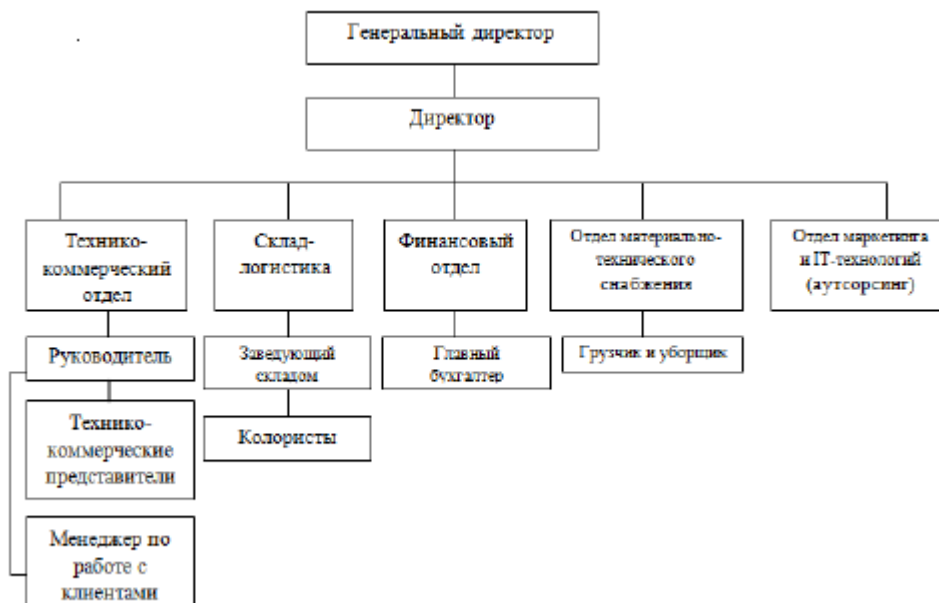 Генеральный директор
Директор
Технико-
коммерческий
отдел
Склад-
логистика
Финансовый
отдел
Отдел материально-
технического
снабжения
Отдел маркетинга
и IT-технологий
(аутсорсинг)
Руководитель
Заведующий
складом
Главный
бухгалтер
Грузчик и уборщик
Технико-
коммерческие
представители
Колористы
Менеджер по
работе с
клиентами